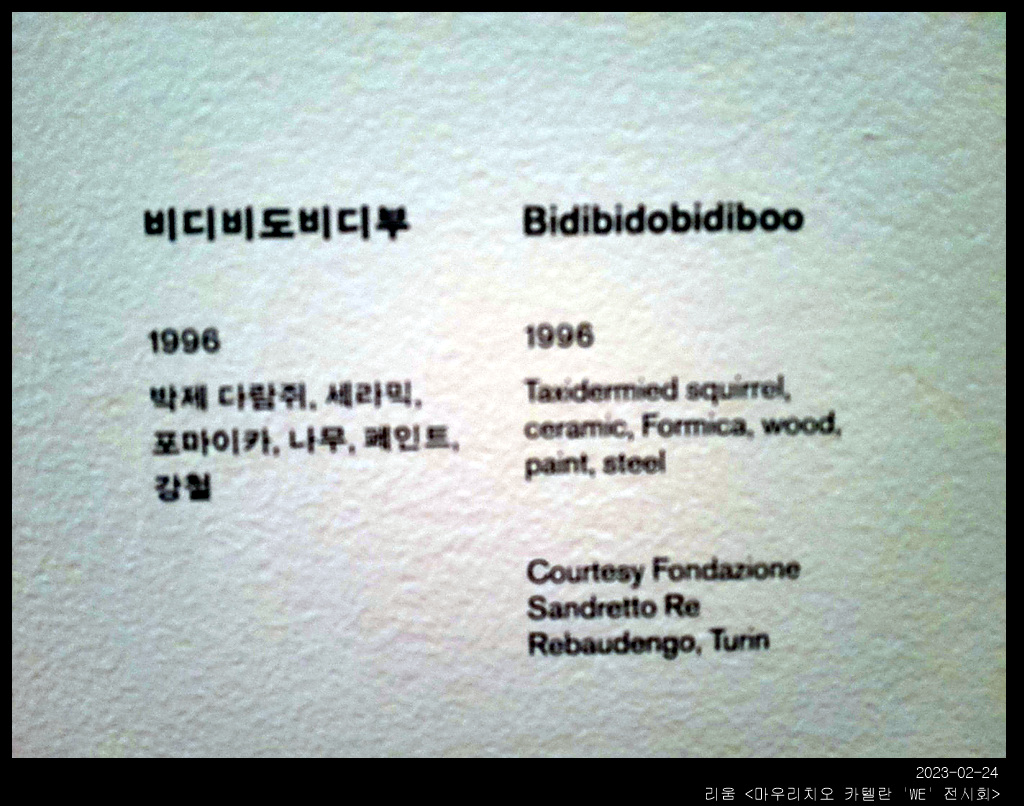 비디비도비디부
1996
박제 다람쥐, 세라믹,
포마이카, 나무, 페인트,
강철
Bidibidobidiboo
1996
Taxidermied squirrel,
ceramic, Formica, wood,
paint, steel
Courtesy Fondazione
Sandretto Re
Rebaudengo, Turin
2023-02-24
리움 <마우리치오 카텔란 'WE' 전시회>